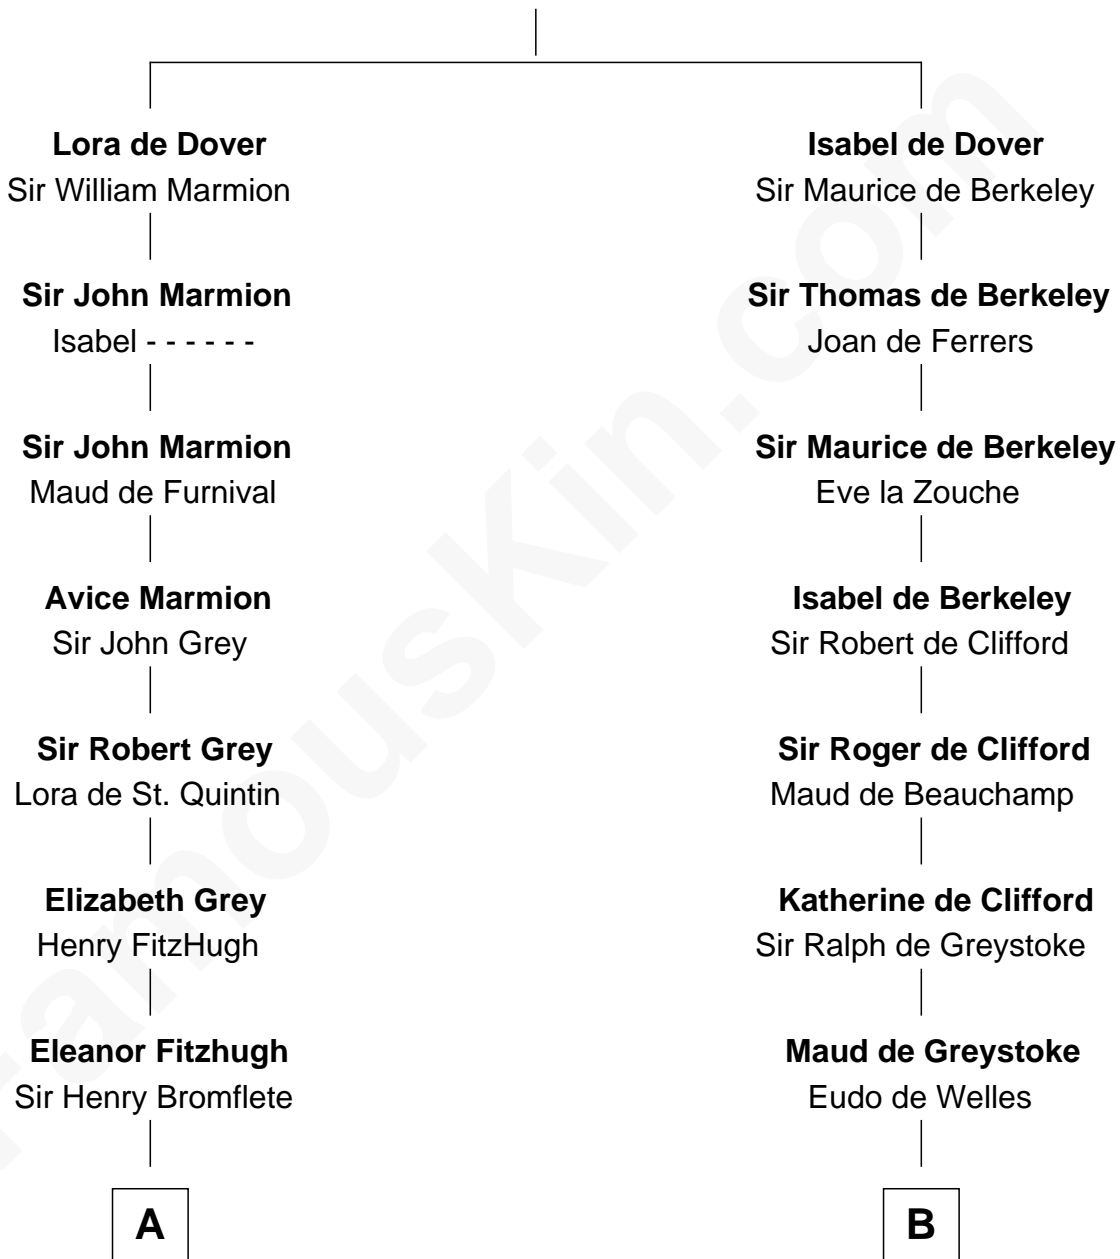 Lora de Dover
Sir William Marmion
Sir John Marmion
Isabel - - - - - -
Sir John Marmion
Maud de Furnival
Avice Marmion
Sir John Grey
Sir Robert Grey
Lora de St. Quintin
Elizabeth Grey
Henry FitzHugh
Eleanor Fitzhugh
Sir Henry Bromflete
A
Isabel de Dover
Sir Maurice de Berkeley
Sir Thomas de Berkeley
Joan de Ferrers
Sir Maurice de Berkeley
Eve la Zouche
Isabel de Berkeley
Sir Robert de Clifford
Sir Roger de Clifford
Maud de Beauchamp
Katherine de Clifford
Sir Ralph de Greystoke
Maud de Greystoke
Eudo de Welles
B
FamousKin.com